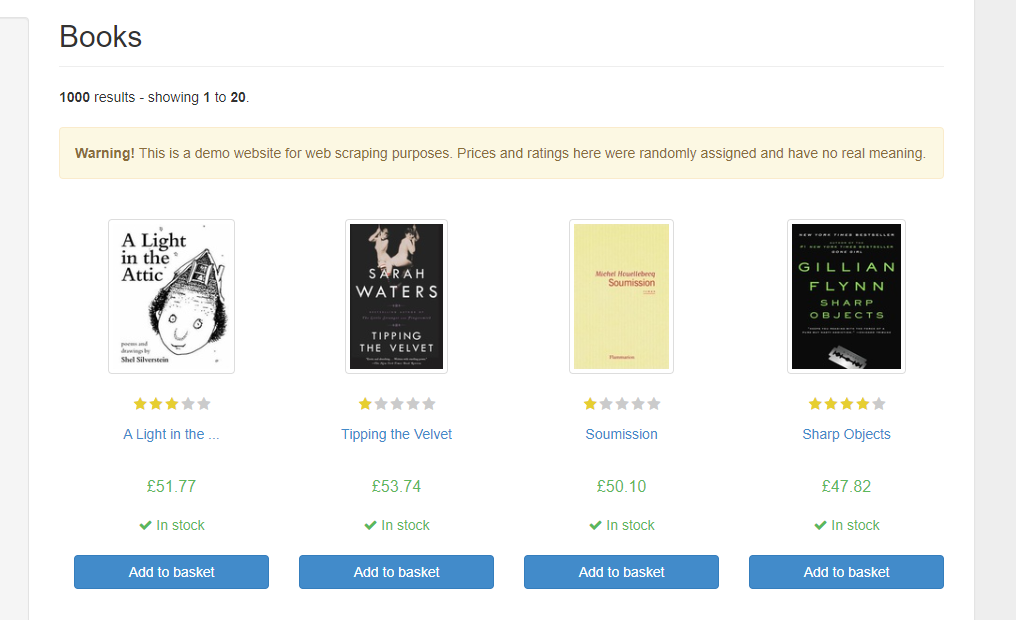 Books
1000 results - showing 1 to 20.
Warning! This is a demo website for web scraping purposes. Prices and ratings here were randomly assigned and have no real meaning.
A Light
in the
Attic
poems and
drawings by
Shel Silverstein
SARAH
WATERS
TIPPING
THE VELVET
Michel Houellebecq
Soumission
Flammarion
NEW YORK TIMES BESTSELLER
GILLIAN
FLYNN
SHARP
OBJECTS
A Light in the ...
Tipping the Velvet
Soumission
Sharp Objects
£51.77
£53.74
£50.10
£47.82
In stock
In stock
In stock
In stock
Add to basket
Add to basket
Add to basket
Add to basket